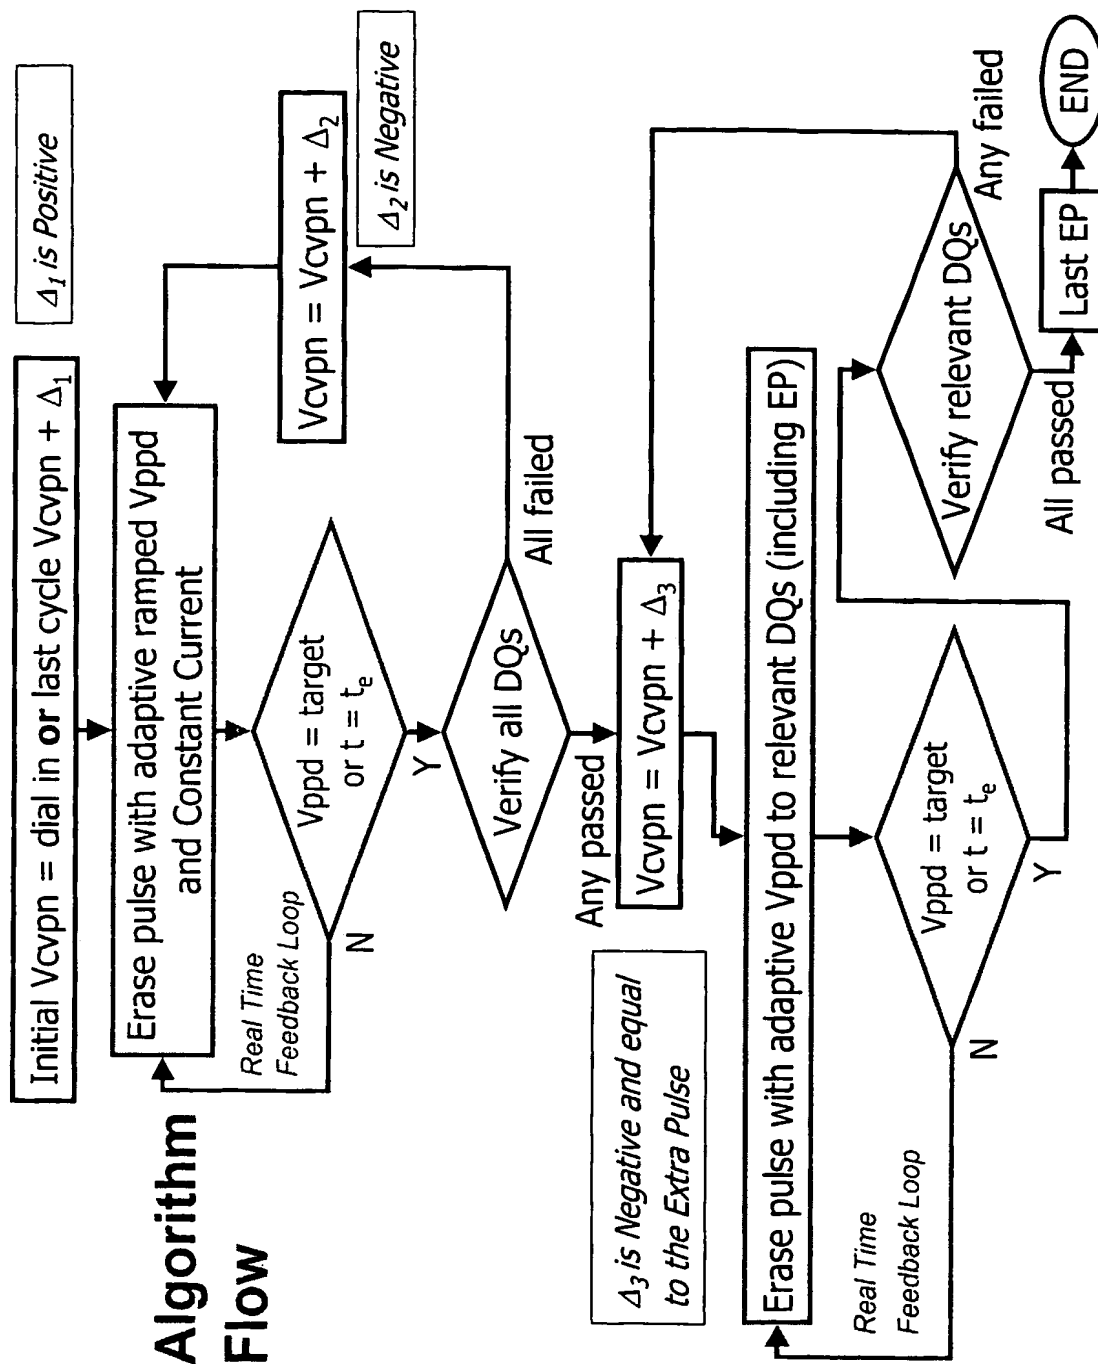 Algorithm
Flow
Initial Vcvpn = dial in or last cycle Vcvpn + Δ1
Δ1 is Positive
Erase pulse with adaptive ramped Vppd
and Constant Current
Real Time
Feedback Loop
Vppd = target
or t = te
N
Y
Verify all DQs
All failed
Vcvpn = Vcvpn + Δ2
Δ2 is Negative
Any passed
Vcvpn = Vcvpn + Δ3
Δ3 is Negative and equal
to the Extra Pulse
Erase pulse with adaptive Vppd to relevant DQs (including EP)
Real Time
Feedback Loop
Vppd = target
or t = te
N
Y
Verify relevant DQs
Any failed
All passed
Last EP
END